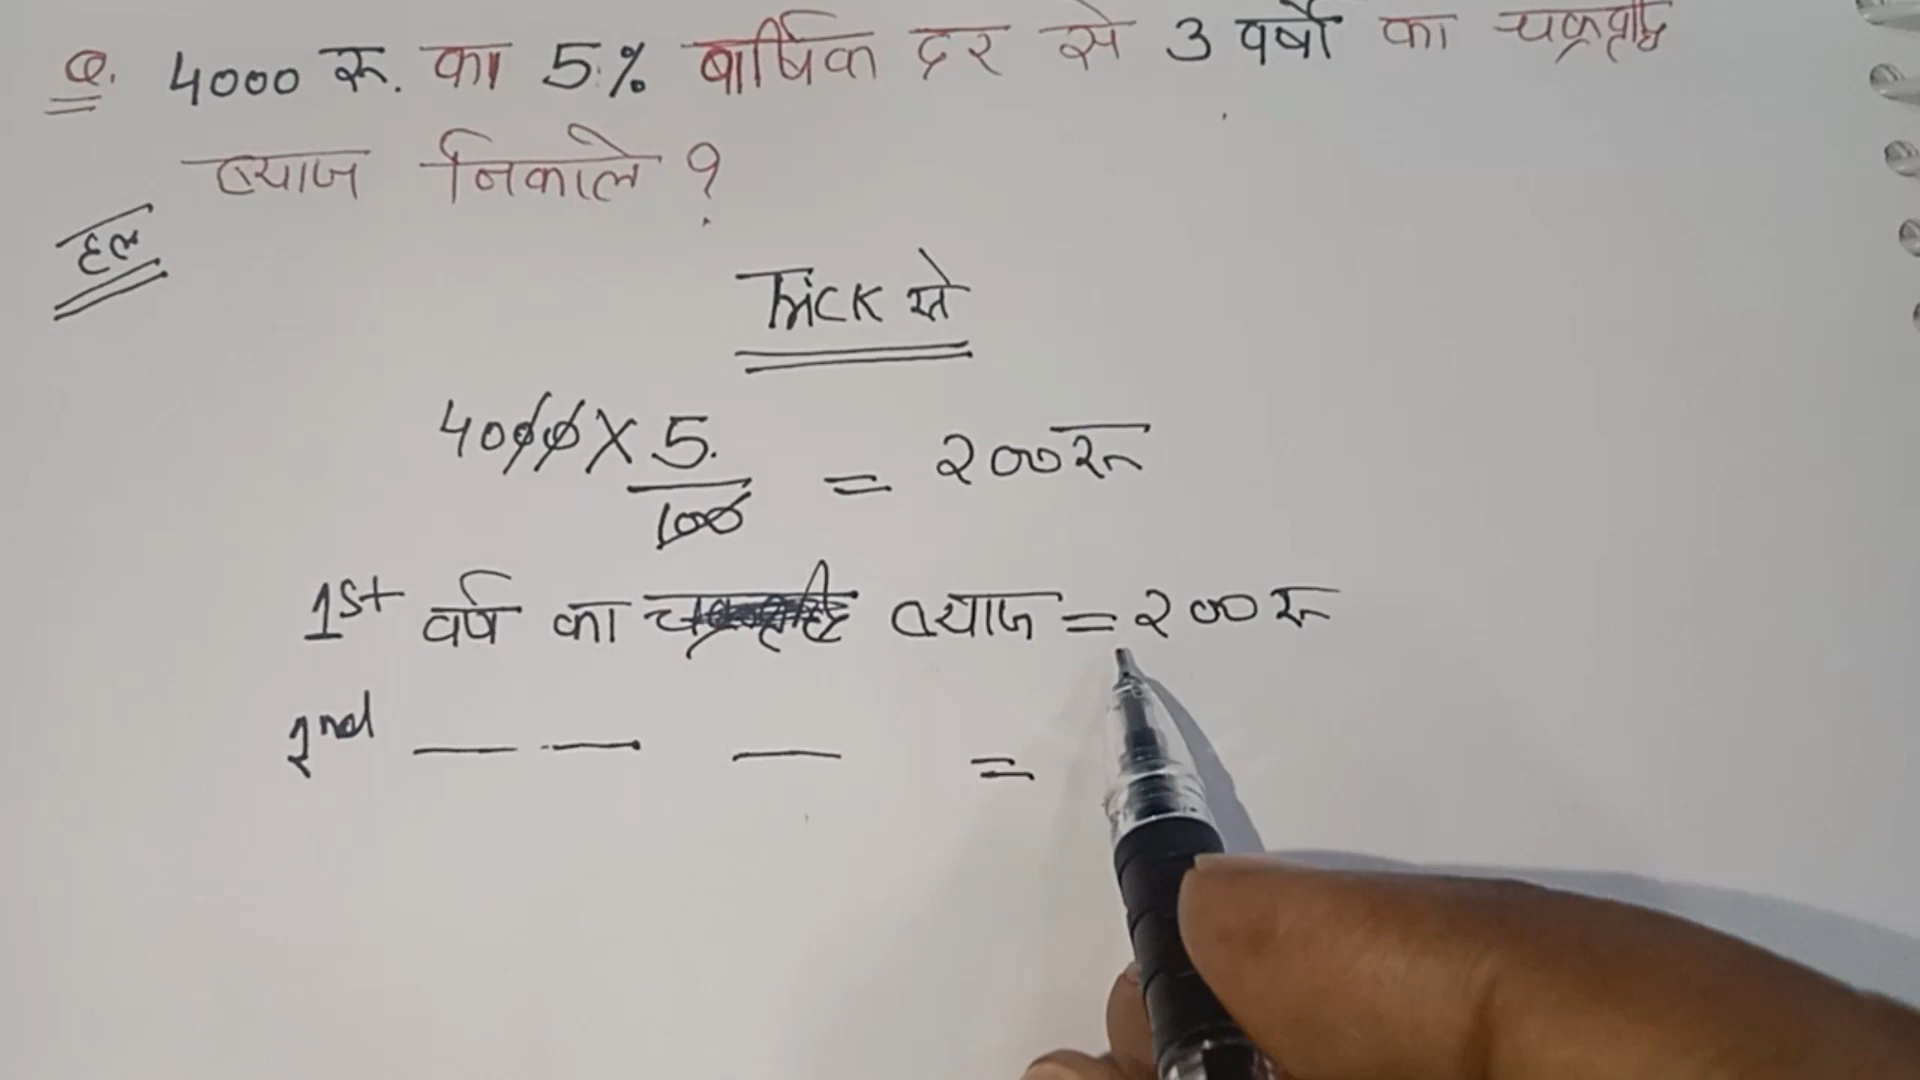 Q. 4000 रू. का 5% बार्षिक दर से 3 वर्षो का चक्रवृद्धि
ब्याज निकाले ?
हल
Trick से
4000 X 5 / 100 = 200 रू
1st वर्ष का ब्याज = 200 रू
2nd — — — =